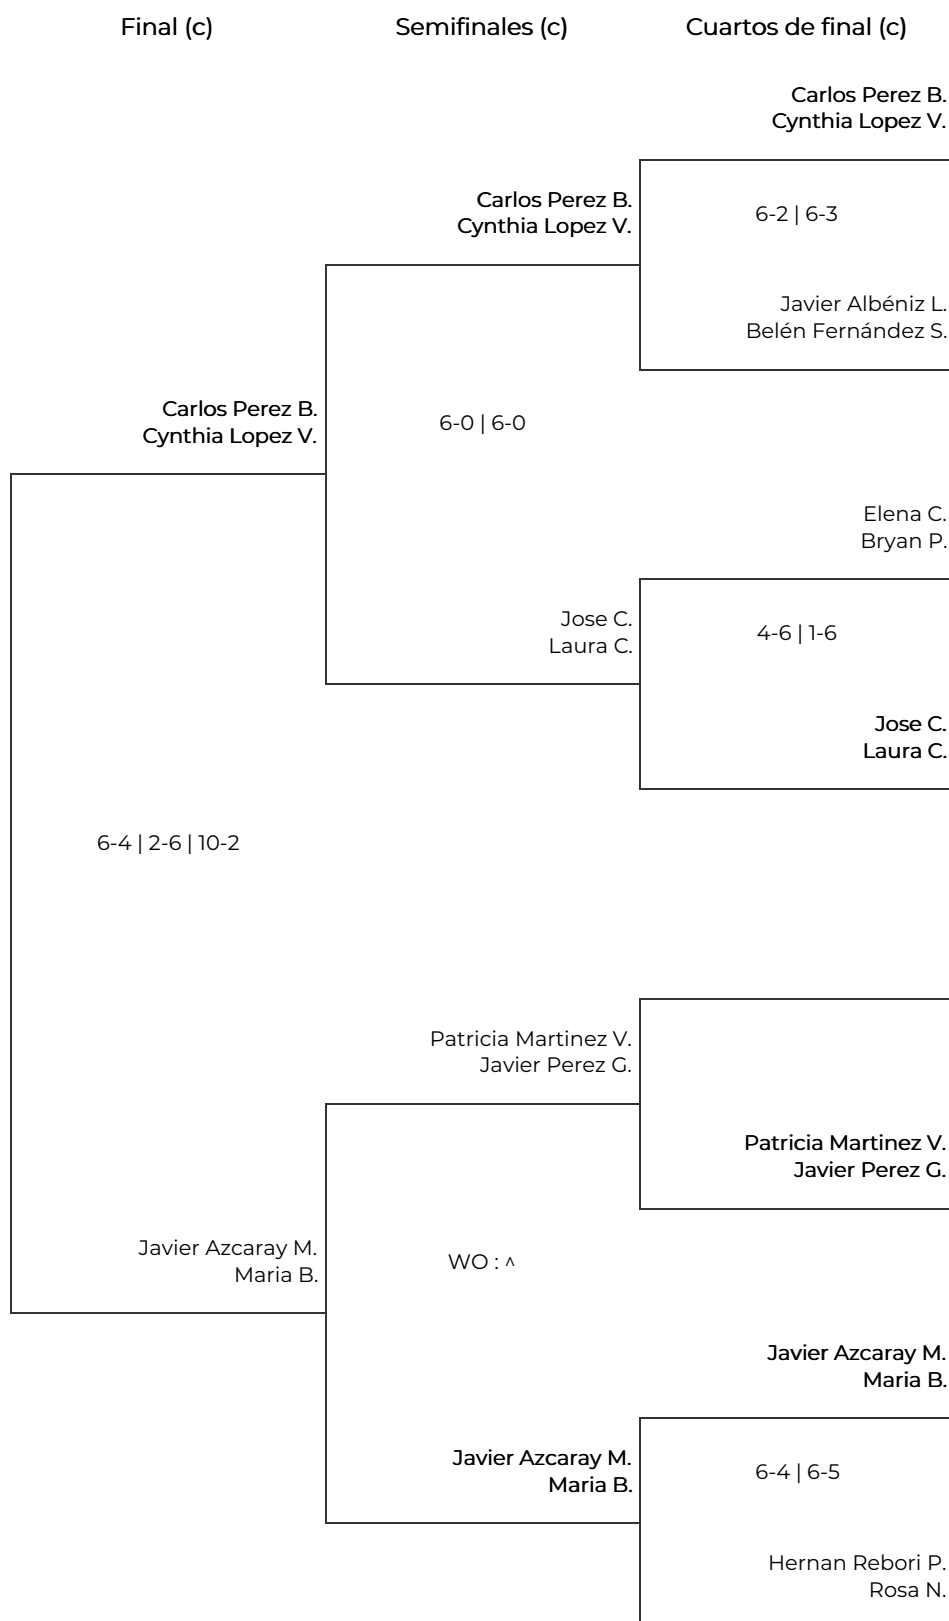 Final (c)
Semifinales (c)
Cuartos de final (c)
Carlos Perez B.
Cynthia Lopez V.
Carlos Perez B.
Cynthia Lopez V.
6-2 | 6-3
Javier Albéniz L.
Belén Fernández S.
Carlos Perez B.
Cynthia Lopez V.
6-0 | 6-0
Elena C.
Bryan P.
Jose C.
Laura C.
4-6 | 1-6
Jose C.
Laura C.
6-4 | 2-6 | 10-2
Patricia Martinez V.
Javier Perez G.
Patricia Martinez V.
Javier Perez G.
Javier Azcaray M.
Maria B.
WO : ^
Javier Azcaray M.
Maria B.
Javier Azcaray M.
Maria B.
6-4 | 6-5
Hernan Rebori P.
Rosa N.